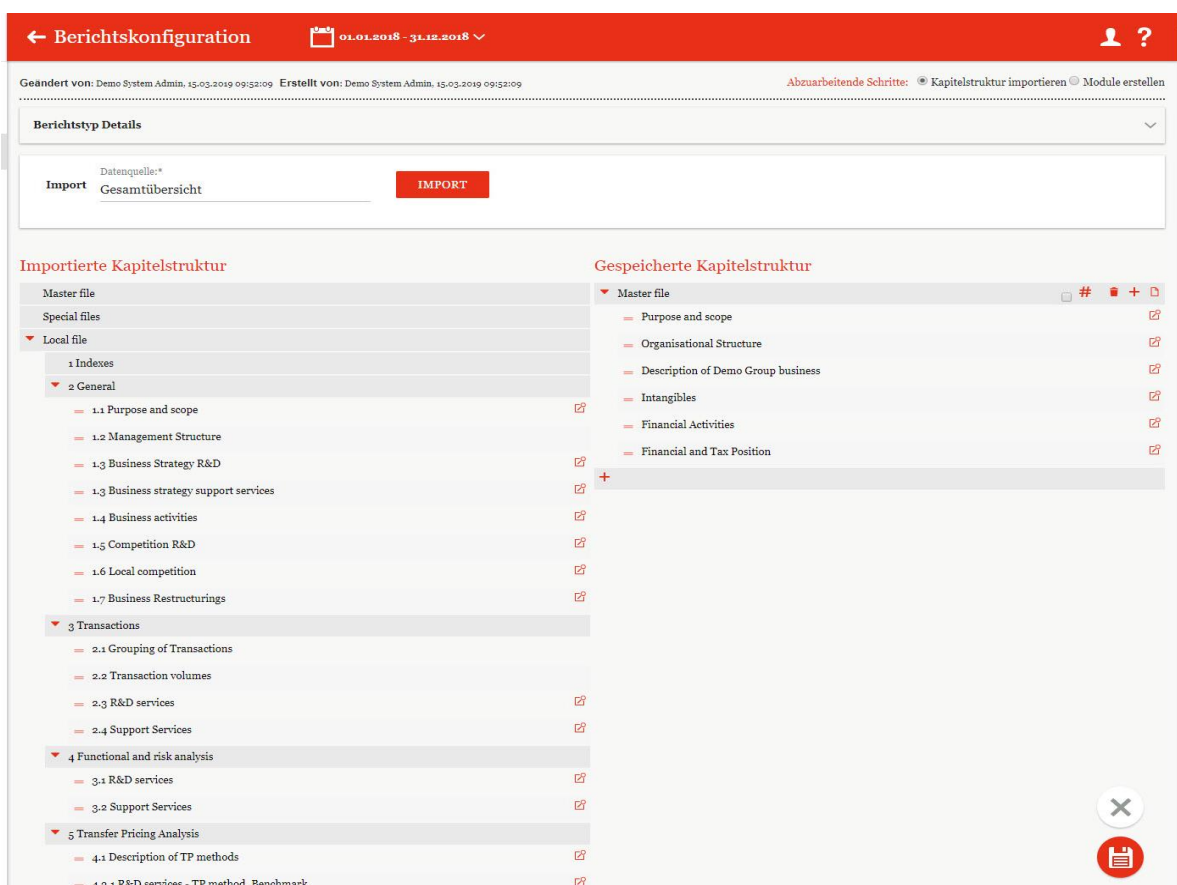 Berichtskonfiguration
01.01.2018 - 31.12.2018
?
Geändert von: Demo System Admin, 15.03.2019 09:52:09 Erstellt von: Demo System Admin, 15.03.2019 09:52:09
Abzuarbeitende Schritte: Kapitelstruktur importieren Module erstellen
Berichtstyp Details
Datenquelle:*
Import Gesamtübersicht
IMPORT
Importierte Kapitelstruktur
Master file
Special files
Local file
1 Indexes
2 General
1.1 Purpose and scope
1.2 Management Structure
1.3 Business Strategy R&D
1.3 Business strategy support services
1.4 Business activities
1.5 Competition R&D
1.6 Local competition
1.7 Business Restructurings
3 Transactions
2.1 Grouping of Transactions
2.2 Transaction volumes
2.3 R&D services
2.4 Support Services
4 Functional and risk analysis
3.1 R&D services
3.2 Support Services
5 Transfer Pricing Analysis
4.1 Description of TP methods
4.2.1 R&D services - TP method, Benchmark
Gespeicherte Kapitelstruktur
Master file
#
+
Purpose and scope
Organisational Structure
Description of Demo Group business
Intangibles
Financial Activities
Financial and Tax Position
+